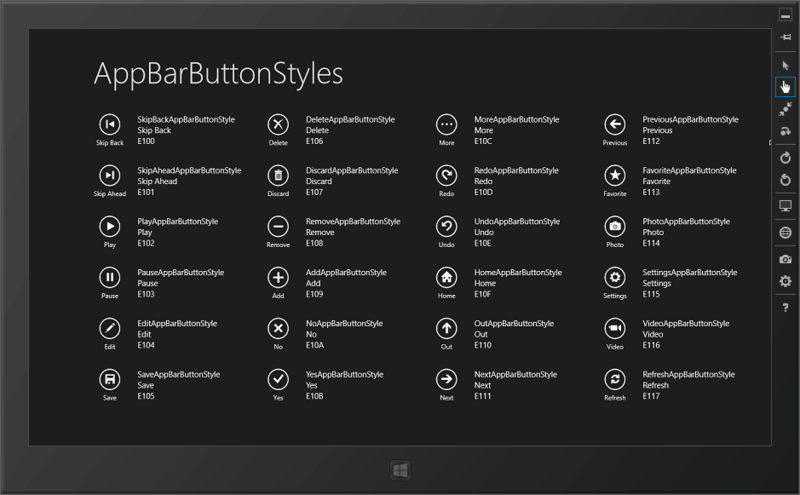 AppBarButtonStyles
Skip Back
SkipBackAppBarButtonStyle
Skip Back
E100
Skip Ahead
SkipAheadAppBarButtonStyle
Skip Ahead
E101
Play
PlayAppBarButtonStyle
Play
E102
Pause
PauseAppBarButtonStyle
Pause
E103
Edit
EditAppBarButtonStyle
Edit
E104
Save
SaveAppBarButtonStyle
Save
E105
Delete
DeleteAppBarButtonStyle
Delete
E106
Discard
DiscardAppBarButtonStyle
Discard
E107
Remove
RemoveAppBarButtonStyle
Remove
E108
Add
AddAppBarButtonStyle
Add
E109
No
NoAppBarButtonStyle
No
E10A
Yes
YesAppBarButtonStyle
Yes
E10B
More
MoreAppBarButtonStyle
More
E10C
Redo
RedoAppBarButtonStyle
Redo
E10D
Undo
UndoAppBarButtonStyle
Undo
E10E
Home
HomeAppBarButtonStyle
Home
E10F
Out
OutAppBarButtonStyle
Out
E110
Next
NextAppBarButtonStyle
Next
E111
Previous
PreviousAppBarButtonStyle
Previous
E112
Favorite
FavoriteAppBarButtonStyle
Favorite
E113
Photo
PhotoAppBarButtonStyle
Photo
E114
Settings
SettingsAppBarButtonStyle
Settings
E115
Video
VideoAppBarButtonStyle
Video
E116
Refresh
RefreshAppBarButtonStyle
Refresh
E117
?